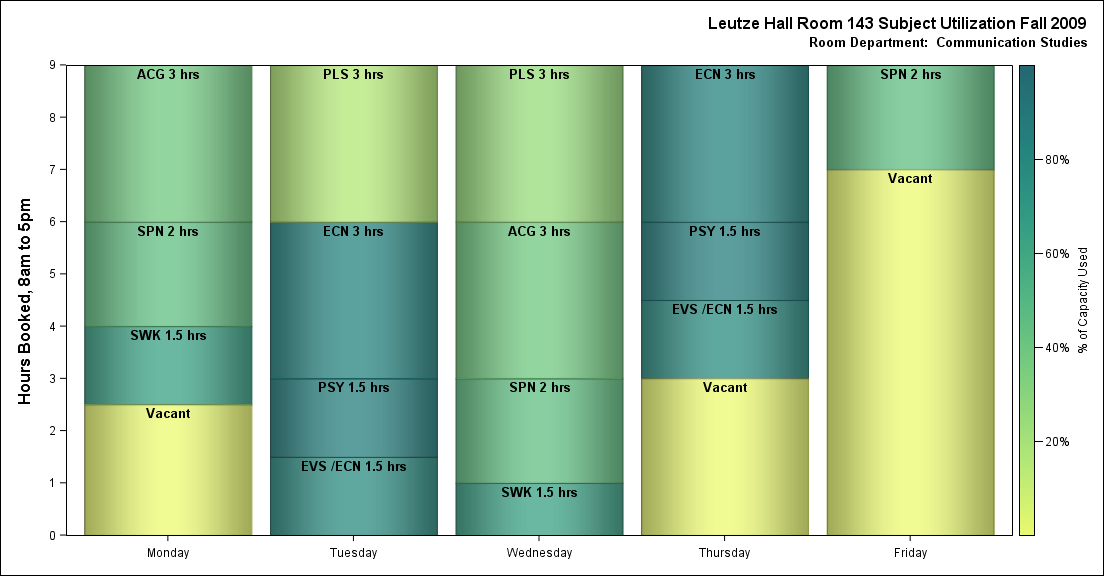 Leutze Hall Room 143 Subject Utilization Fall 2009
Room Department:  Communication Studies
Hours Booked, 8am to 5pm
9
8
7
6
5
4
3
2
1
0
ACG 3 hrs
SPN 2 hrs
SWK 1.5 hrs
Vacant
PLS 3 hrs
ECN 3 hrs
PSY 1.5 hrs
EVS /ECN 1.5 hrs
PLS 3 hrs
ACG 3 hrs
SPN 2 hrs
SWK 1.5 hrs
ECN 3 hrs
PSY 1.5 hrs
EVS /ECN 1.5 hrs
Vacant
SPN 2 hrs
Vacant
Monday
Tuesday
Wednesday
Thursday
Friday
80%
60%
40%
20%
% of Capacity Used